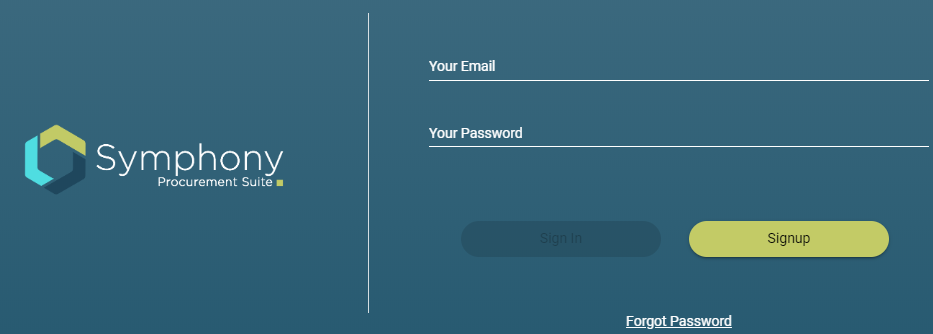 Symphony
Procurement Suite
Your Email
Your Password
Sign In
Signup
Forgot Password